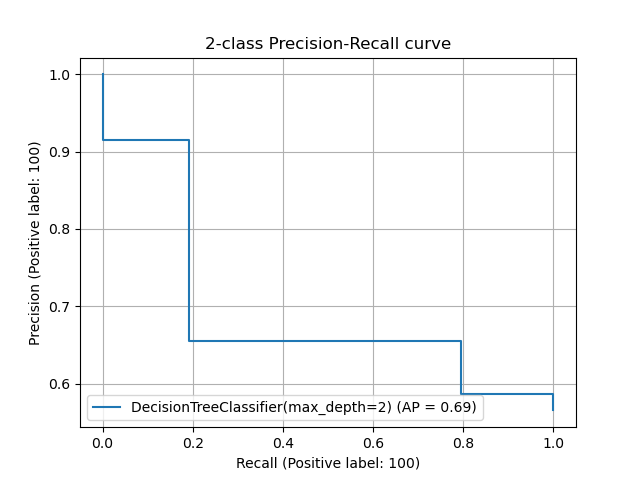 2-class Precision-Recall curve
Precision (Positive label: 100)
1.0
0.9
0.8
0.7
0.6
DecisionTreeClassifier(max_depth=2) (AP = 0.69)
0.0 0.2 0.4 0.6 0.8 1.0
Recall (Positive label: 100)